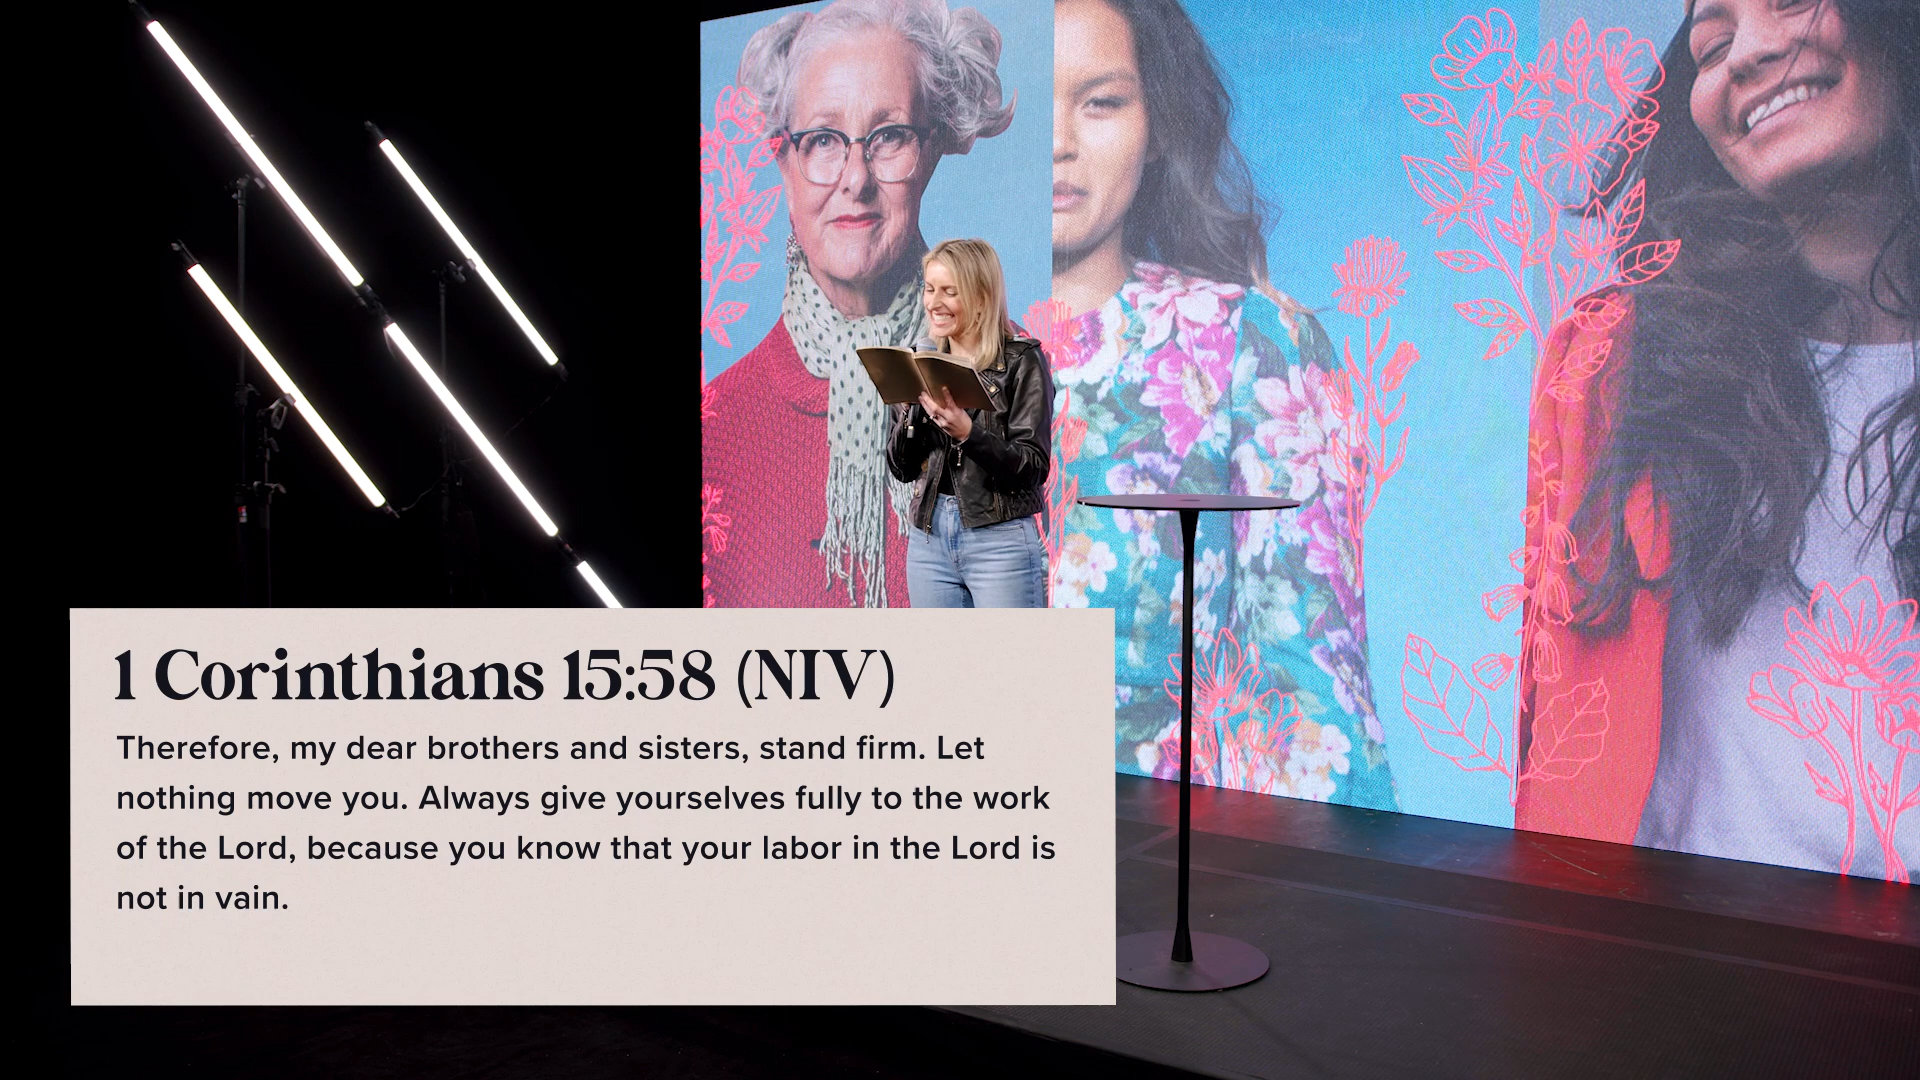 1 Corinthians 15:58 (NIV)
Therefore, my dear brothers and sisters, stand firm. Let
nothing move you. Always give yourselves fully to the work
of the Lord, because you know that your labor in the Lord is
not in vain.